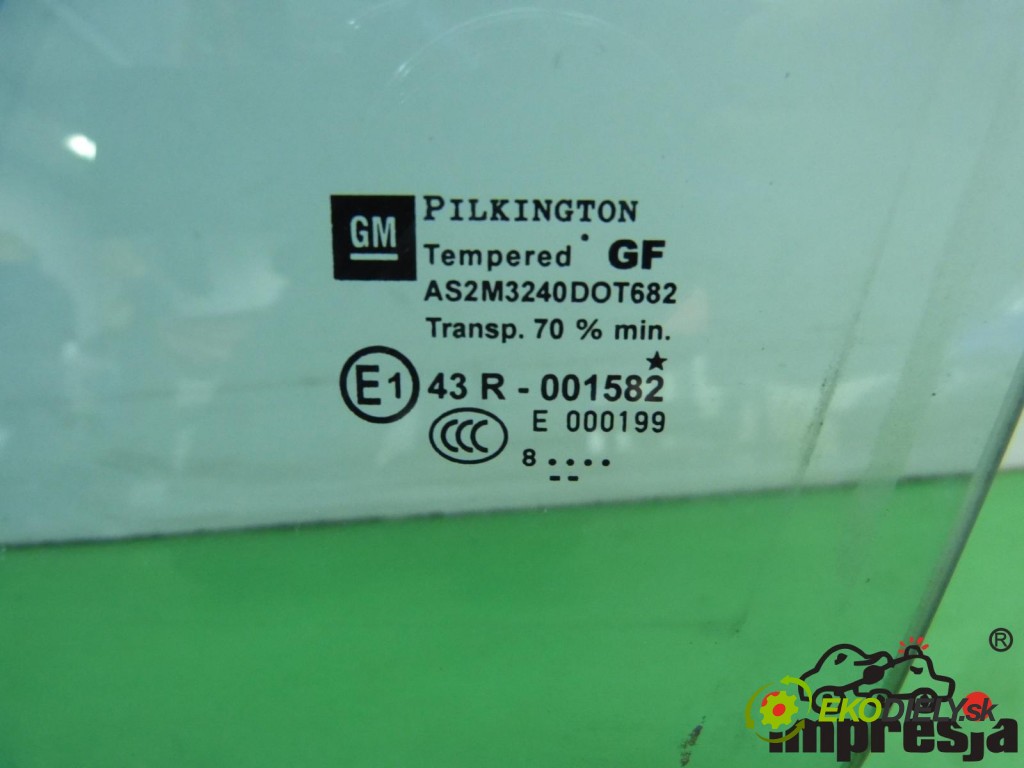 GM
PILKINGTON
Tempered GF
AS2M3240DOT682
Transp. 70 % min.
E1 43 R - 001582
CCC E 000199
8 ....
--
®
EKODIELY.sk
impresja